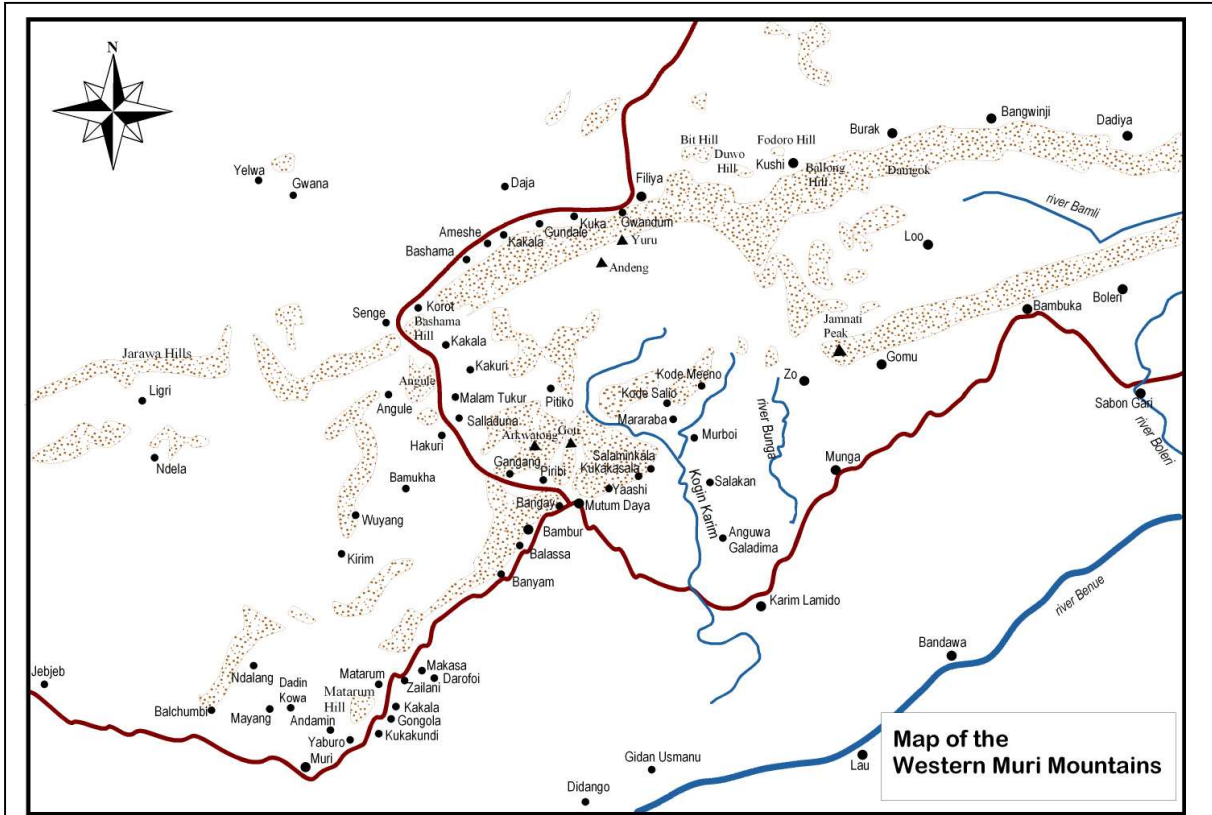 N
Bangwinji
Dadiya
Burak
Bit Hill
Fodoro Hill
Duwo
Hill
Kushi
Ballong
Hill
Daŋgok
Yelwa
Gwana
Daja
Filiya
river Bamli
Kuka
Gwandum
Gundale
Ameshe
Kakala
Yuru
Loo
Bashama
Andeng
Boleri
Korot
Bambuka
Senge
Bashama
Hill
Jamnati
Peak
Kakala
Jarawa Hills
Gomu
Kakuri
Kode Meeno
Zo
Ligri
Angule
Pitiko
Kode Salio
Sabon Gari
Angule
Malam Tukur
Mararaba
river Bunga
Salladuna
Murboi
river Boleri
Hakuri
Arkwatong
Gott
Ndela
Gangang
Piribi
Salaminkala
Kukakasala
Munga
Bamukha
Yaashi
Salakan
Kogin Karim
Wuyang
Bangay
Mutum Daya
Bambur
Anguwa
Galadima
Kirim
Balassa
Banyam
river Benue
Karim Lamido
Bandawa
Jebjeb
Ndalang
Matarum
Makasa
Zailani
Darofoi
Dadin
Kowa
Matarum
Hill
Balchumbi
Mayang
Kakala
Andamin
Gongola
Yaburo
Kukakundi
Muri
Gidan Usmanu
Lau
Didango
Map of the
Western Muri Mountains